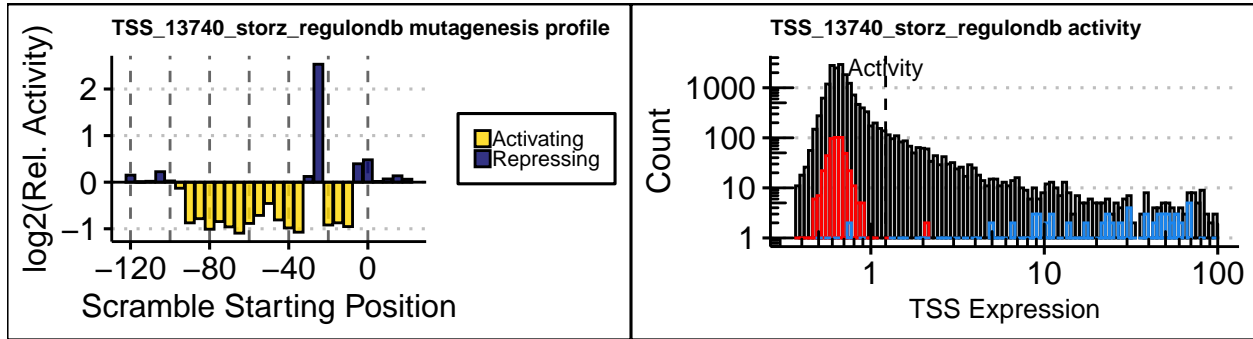 TSS_13740_storz_regulondb mutagenesis profile
log2(Rel. Activity)
2
1
0
−1
−120
−80
−40
0
Scramble Starting Position
Activating
Repressing
TSS_13740_storz_regulondb activity
Activity
Count
1000
100
10
1
1
10
100
TSS Expression